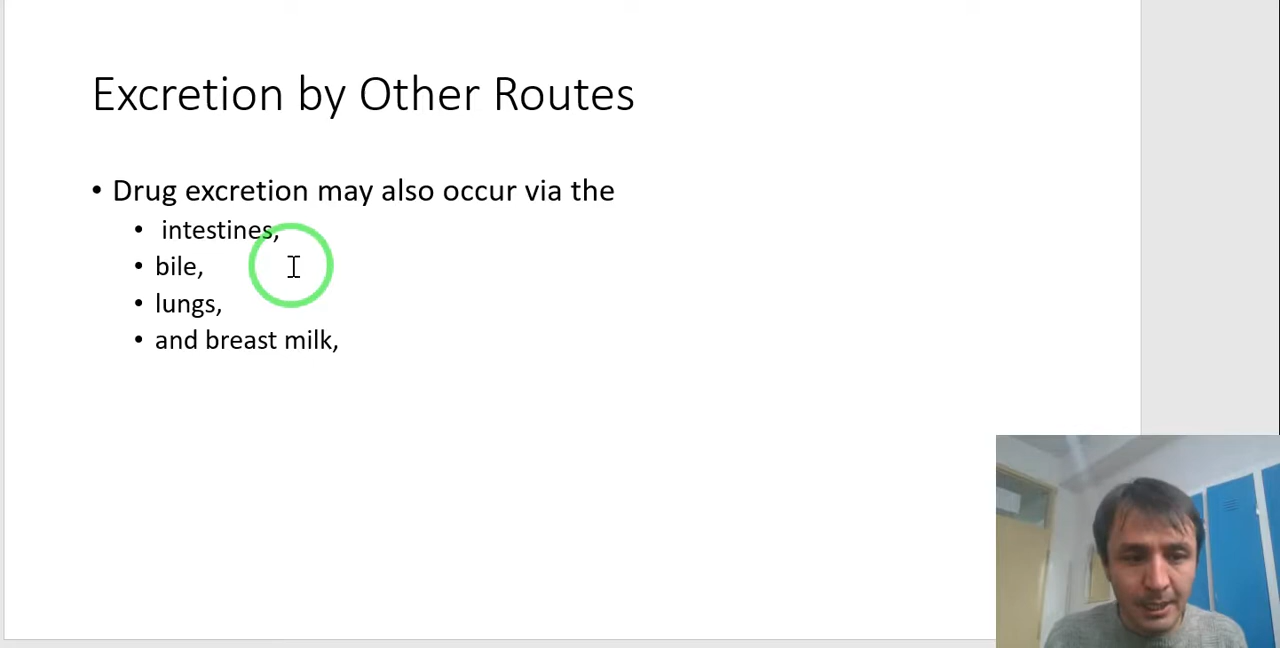 Excretion by Other Routes
• Drug excretion may also occur via the
• intestines,
• bile,
• lungs,
• and breast milk,